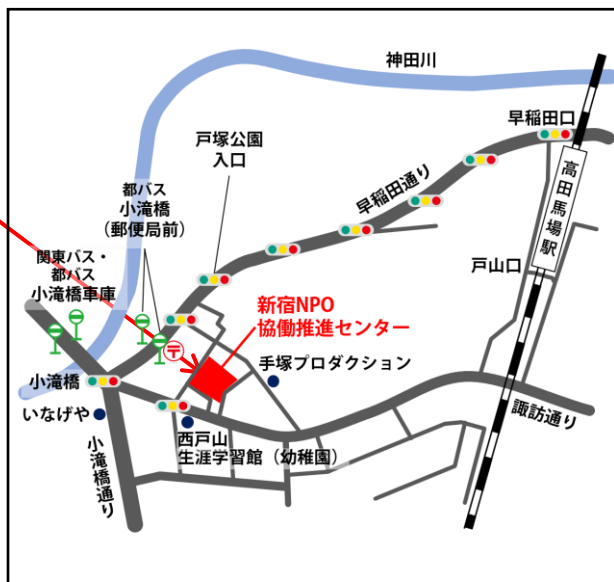 神田川
早稲田口
戸塚公園
入口
高田馬場駅
早稲田通り
都バス
小滝橋
（郵便局前）
関東バス・
都バス
小滝橋車庫
戸山口
新宿NPO
協働推進センター
〒
手塚プロダクション
小滝橋
いなげや
諏訪通り
西戸山
生涯学習館（幼稚園）
小滝橋通り